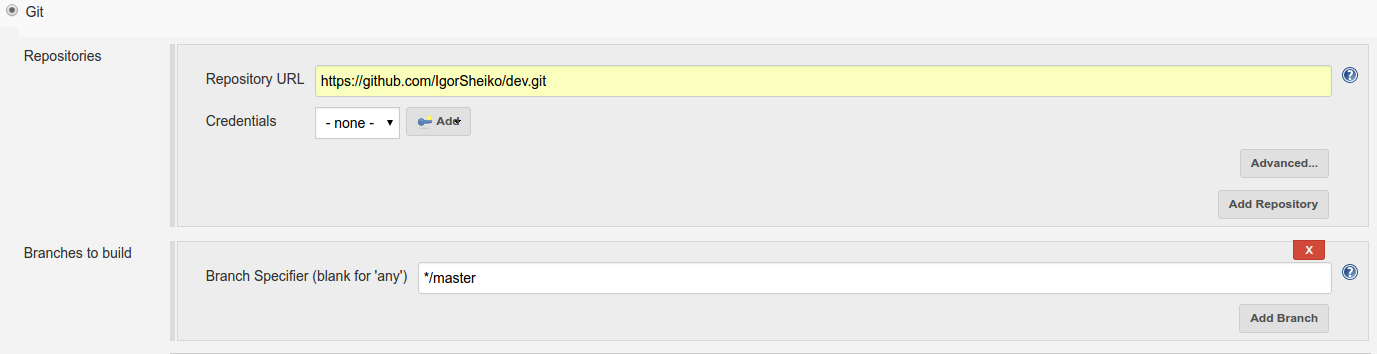 Git
Repositories
Repository URL https://github.com/IgorSheiko/dev.git ?
Credentials - none - Add
Advanced...
Add Repository
Branches to build
X
Branch Specifier (blank for 'any') */master ?
Add Branch